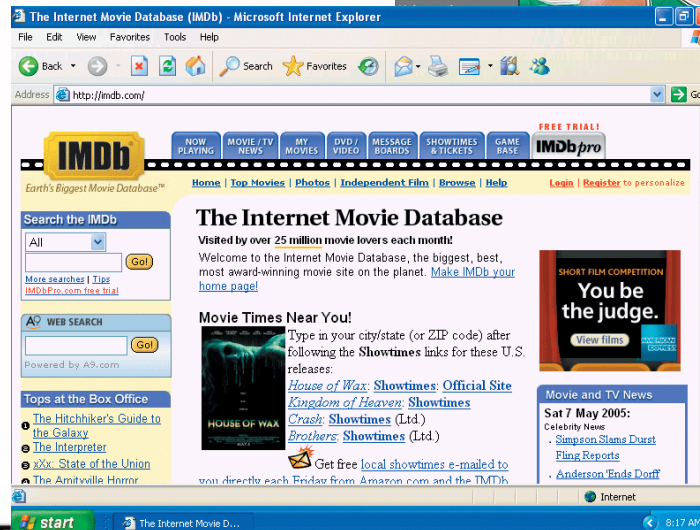 The Internet Movie Database (IMDb) - Microsoft Internet Explorer
File Edit View Favorites Tools Help
Back Search Favorites
Address http://imdb.com/ Go
FREE TRIAL!
IMDb NOW PLAYING MOVIE/TV NEWS MY MOVIES DVD/VIDEO MESSAGE BOARDS SHOWTIMES & TICKETS GAME BASE IMDb pro
Earth's Biggest Movie Database™
Home | Top Movies | Photos | Independent Film | Browse | Help
Login | Register to personalize
Search the IMDb
All
Go!
More searches | Tips
IMDbPro.com free trial
A9 WEB SEARCH
Go!
Powered by A9.com
Tops at the Box Office
1 The Hitchhiker's Guide to
the Galaxy
2 The Interpreter
3 xXx: State of the Union
4 The Amityville Horror
The Internet Movie Database
Visited by over 25 million movie lovers each month!
Welcome to the Internet Movie Database, the biggest, best,
most award-winning movie site on the planet. Make IMDb your
home page!
Movie Times Near You!
HOUSE OF WAX
Type in your city/state (or ZIP code) after
following the Showtimes links for these U.S.
releases:
House of Wax: Showtimes: Official Site
Kingdom of Heaven: Showtimes
Crash: Showtimes (Ltd.)
Brothers: Showtimes (Ltd.)
Get free local showtimes e-mailed to
you directly each Friday from Amazon.com and the IMDb
SHORT FILM COMPETITION
You be
the judge.
View films
AMERICAN EXPRESS
Movie and TV News
Sat 7 May 2005:
Celebrity News
. Simpson Slams Durst
Fling Reports
. Anderson 'Ends Dorff
Internet
start The Internet Movie D... 8:17 AM